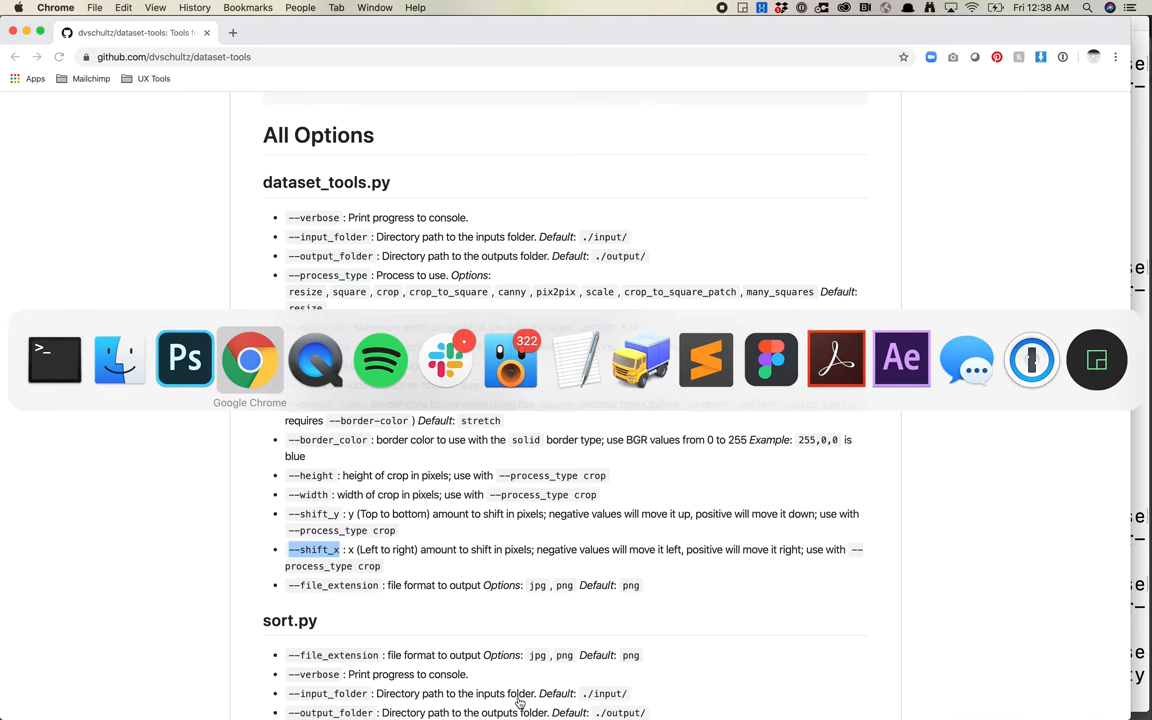 Chrome File Edit View History Bookmarks People Tab Window Help Fri 12:38 AM
dvschultz/dataset-tools: Tools f
github.com/dvschultz/dataset-tools
Apps Mailchimp UX Tools
All Options
dataset_tools.py
• --verbose : Print progress to console.
• --input_folder : Directory path to the inputs folder. Default: ./input/
• --output_folder : Directory path to the outputs folder. Default: ./output/
• --process_type : Process to use. Options:
resize , square , crop , crop_to_square , canny , pix2pix , scale , crop_to_square_patch , many_squares Default:
resize
>_ Ps 322 Ae
Google Chrome
requires --border-color ) Default: stretch
• --border_color : border color to use with the solid border type; use BGR values from 0 to 255 Example: 255,0,0 is
blue
• --height : height of crop in pixels; use with --process_type crop
• --width : width of crop in pixels; use with --process_type crop
• --shift_y : y (Top to bottom) amount to shift in pixels; negative values will move it up, positive will move it down; use with
--process_type crop
• --shift_x : x (Left to right) amount to shift in pixels; negative values will move it left, positive will move it right; use with --
process_type crop
• --file_extension : file format to output Options: jpg , png Default: png
sort.py
• --file_extension : file format to output Options: jpg , png Default: png
• --verbose : Print progress to console.
• --input_folder : Directory path to the inputs folder. Default: ./input/
• --output_folder : Directory path to the outputs folder. Default: ./output/